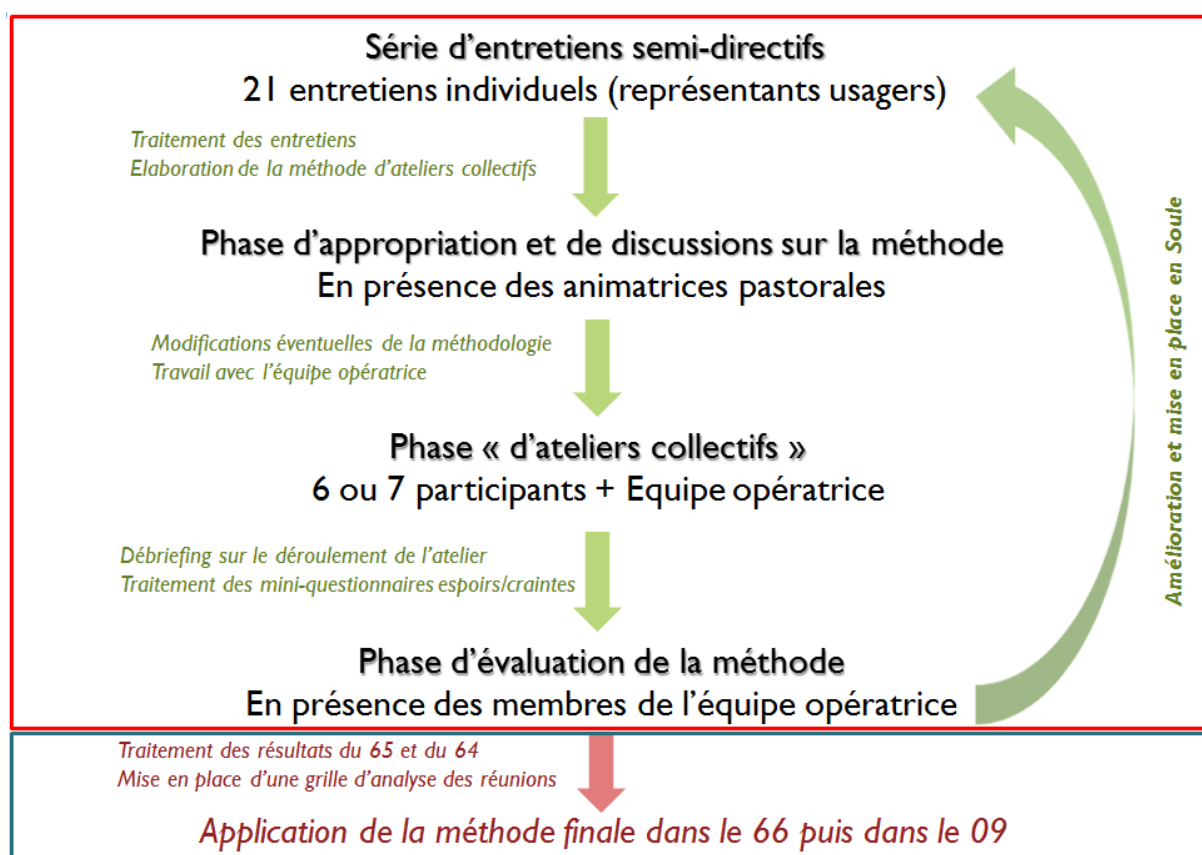 Série d'entretiens semi-directifs
21 entretiens individuels (représentants usagers)
Traitement des entretiens
Elaboration de la méthode d'ateliers collectifs
Phase d'appropriation et de discussions sur la méthode
En présence des animatrices pastorales
Modifications éventuelles de la méthodologie
Travail avec l'équipe opératrice
Phase « d'ateliers collectifs »
6 ou 7 participants + Equipe opératrice
Débriefing sur le déroulement de l'atelier
Traitement des mini-questionnaires espoirs/craintes
Phase d'évaluation de la méthode
En présence des membres de l'équipe opératrice
Amélioration et mise en place en Soule
Traitement des résultats du 65 et du 64
Mise en place d'une grille d'analyse des réunions
Application de la méthode finale dans le 66 puis dans le 09